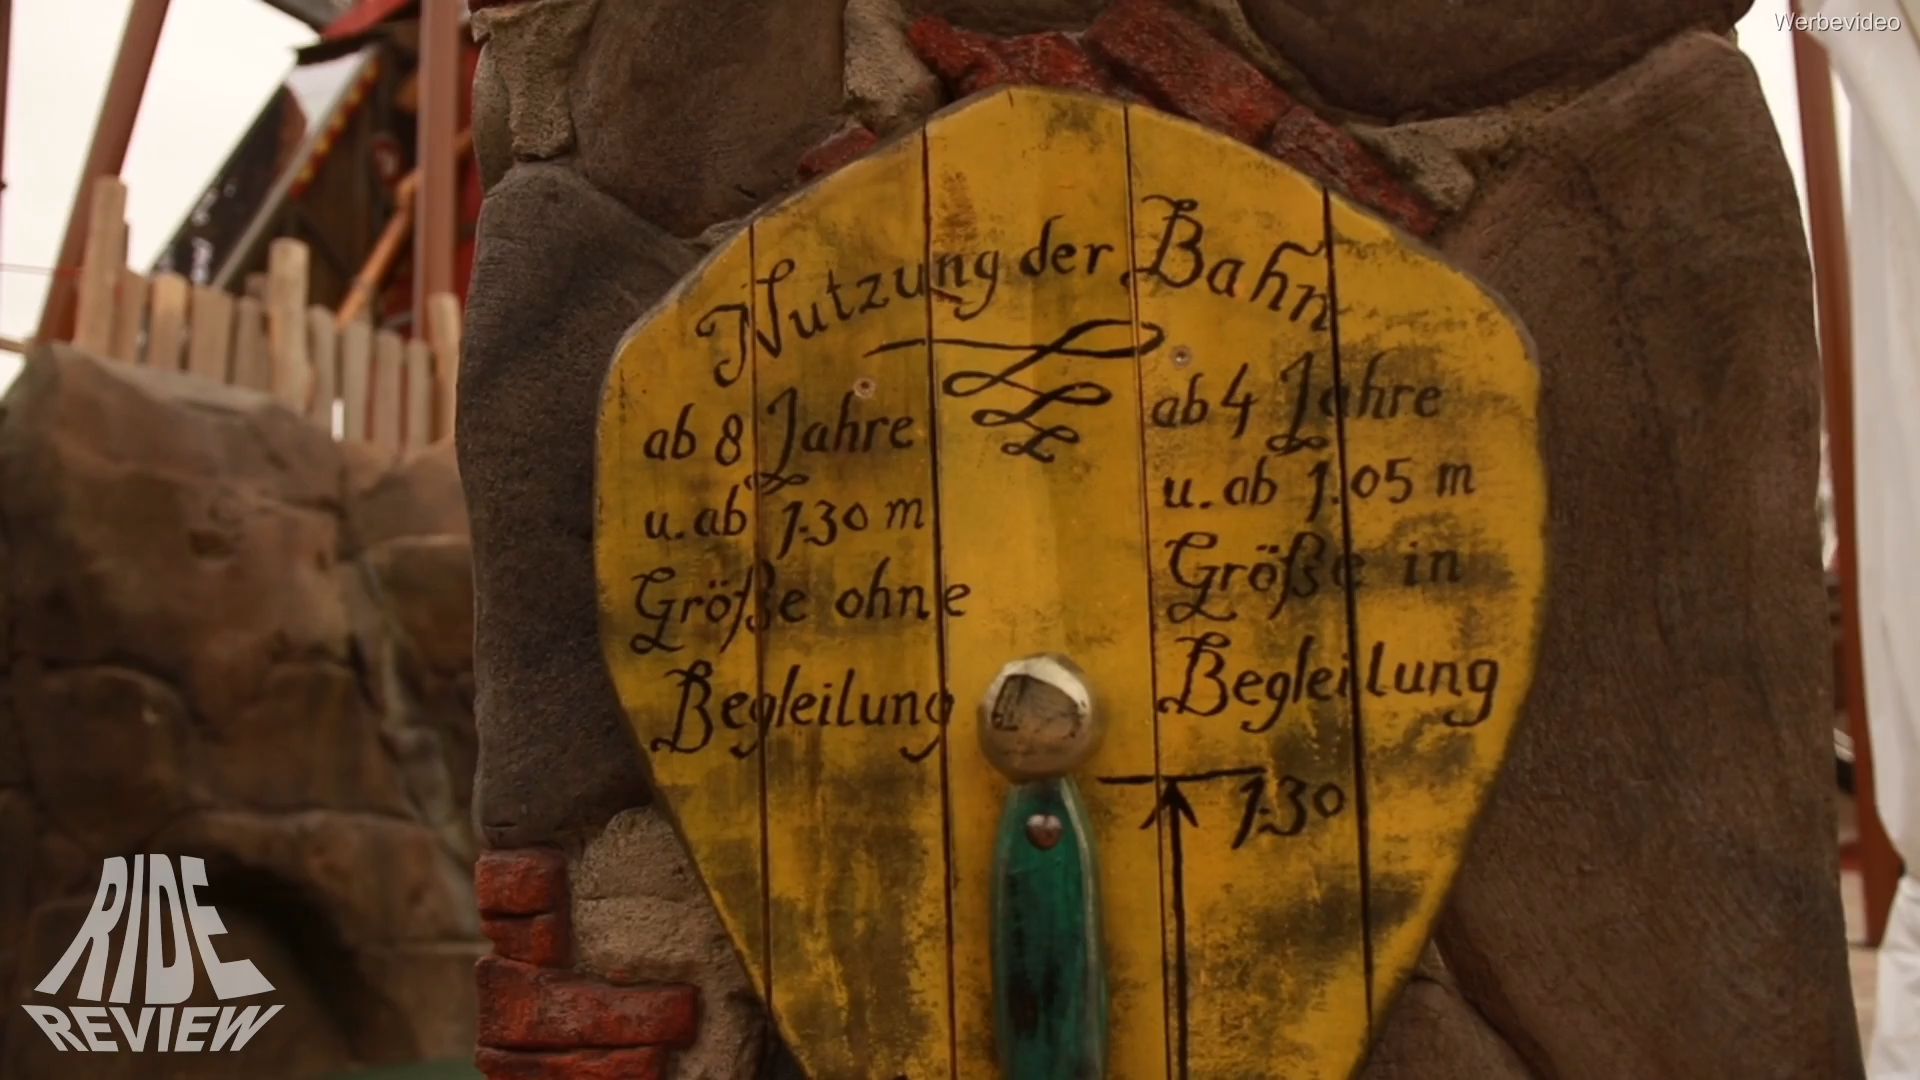 Werbevideo
Nutzung der Bahn
ab 8 Jahre
u. ab 1.30 m
Größe ohne
Begleitung
ab 4 Jahre
u. ab 1.05 m
Größe in
Begleitung
1.30
RIDE
REVIEW